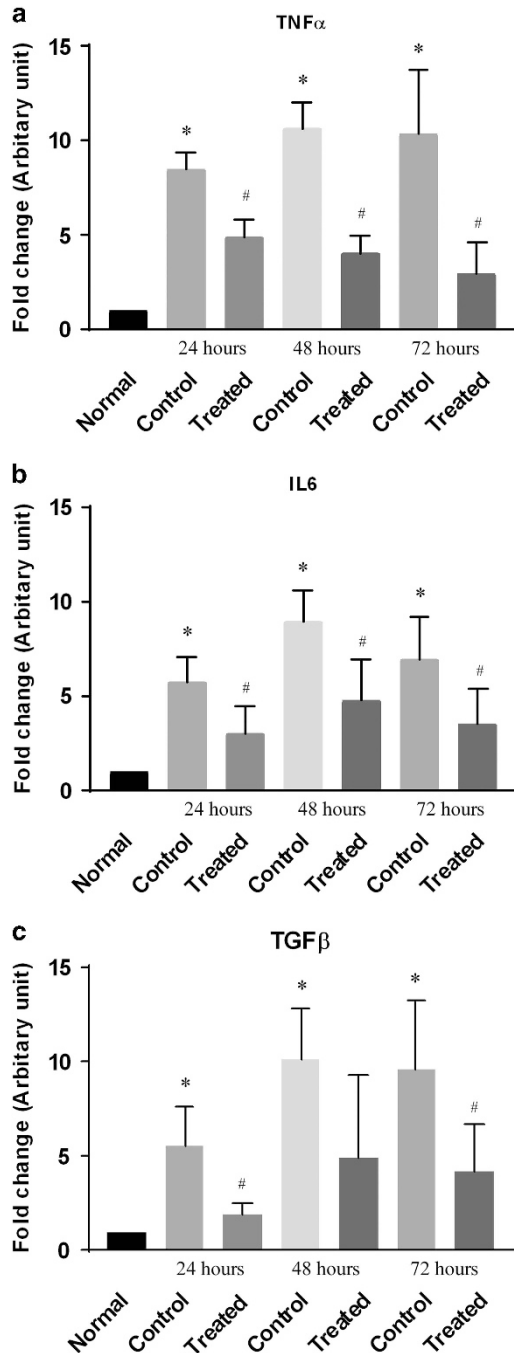 a
TNFα
Fold change (Arbitary unit)
15
10
5
0
* # * # * #
24 hours 48 hours 72 hours
Normal Control Treated Control Treated Control Treated
b
IL6
Fold change (Arbitary unit)
15
10
5
0
* # * # * #
24 hours 48 hours 72 hours
Normal Control Treated Control Treated Control Treated
c
TGFβ
Fold change (Arbitary unit)
15
10
5
0
* # * * #
24 hours 48 hours 72 hours
Normal Control Treated Control Treated Control Treated